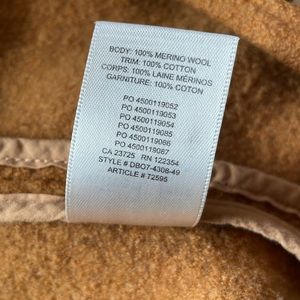 BODY: 100% MERINO WOOL
TRIM: 100% COTTON
CORPS: 100% LAINE MÉRINOS
GARNITURE: 100% COTON
PO 4500119052
PO 4500119053
PO 4500119054
PO 4500119085
PO 4500119086
PO 4500119087
CA 23725 RN 122354
STYLE # DBO7-4308-49
ARTICLE # 72595